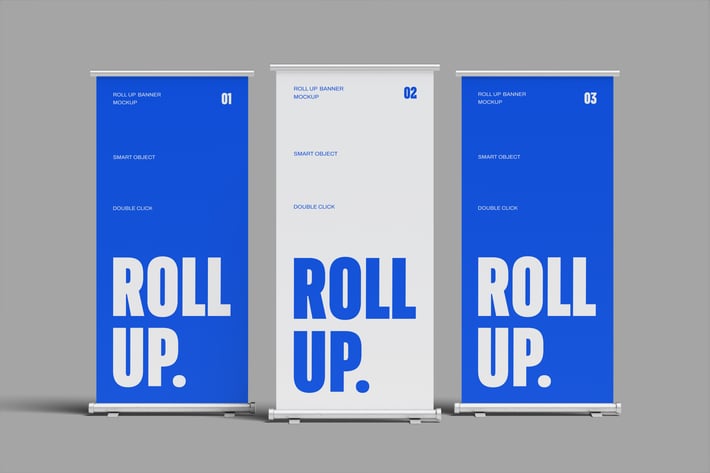 ROLL UP BANNER
MOCKUP
01
SMART OBJECT
DOUBLE CLICK
ROLL
UP.
ROLL UP BANNER
MOCKUP
02
SMART OBJECT
DOUBLE CLICK
ROLL
UP.
ROLL UP BANNER
MOCKUP
03
SMART OBJECT
DOUBLE CLICK
ROLL
UP.